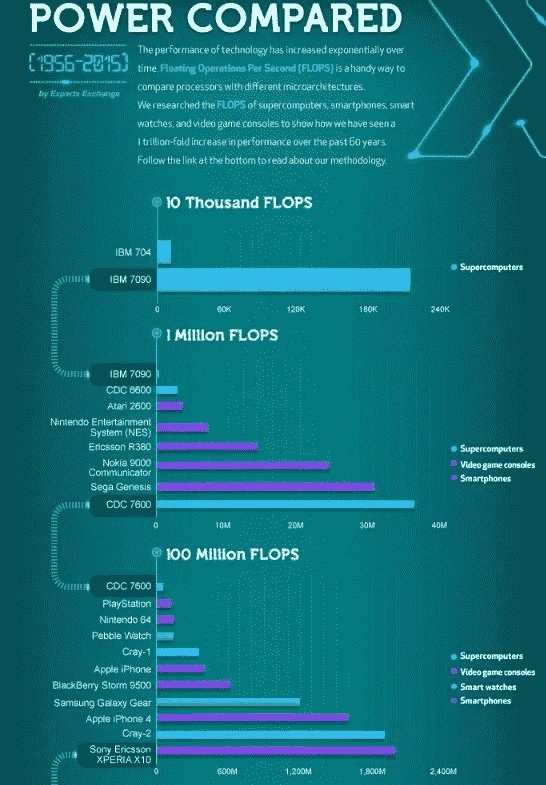 POWER COMPARED
(1956-2015)
by Experts Exchange
The performance of technology has increased exponentially over
time. Floating Operations Per Second (FLOPS) is a handy way to
compare processors with different microarchitectures.
We researched the FLOPS of supercomputers, smartphones, smart
watches, and video game consoles to show how we have seen a
1 trillion-fold increase in performance over the past 60 years.
Follow the link at the bottom to read about our methodology.
10 Thousand FLOPS
IBM 704
IBM 7090
Supercomputers
0 60K 120K 180K 240K
1 Million FLOPS
IBM 7090
CDC 6600
Atari 2600
Nintendo Entertainment
System (NES)
Ericsson R380
Nokia 9000
Communicator
Sega Genesis
CDC 7600
Supercomputers
Video game consoles
Smartphones
0 10M 20M 30M 40M
100 Million FLOPS
CDC 7600
PlayStation
Nintendo 64
Pebble Watch
Cray-1
Apple iPhone
BlackBerry Storm 9500
Samsung Galaxy Gear
Apple iPhone 4
Cray-2
Sony Ericsson
XPERIA X10
Supercomputers
Video game consoles
Smart watches
Smartphones
0 600M 1,200M 1,800M 2,400M